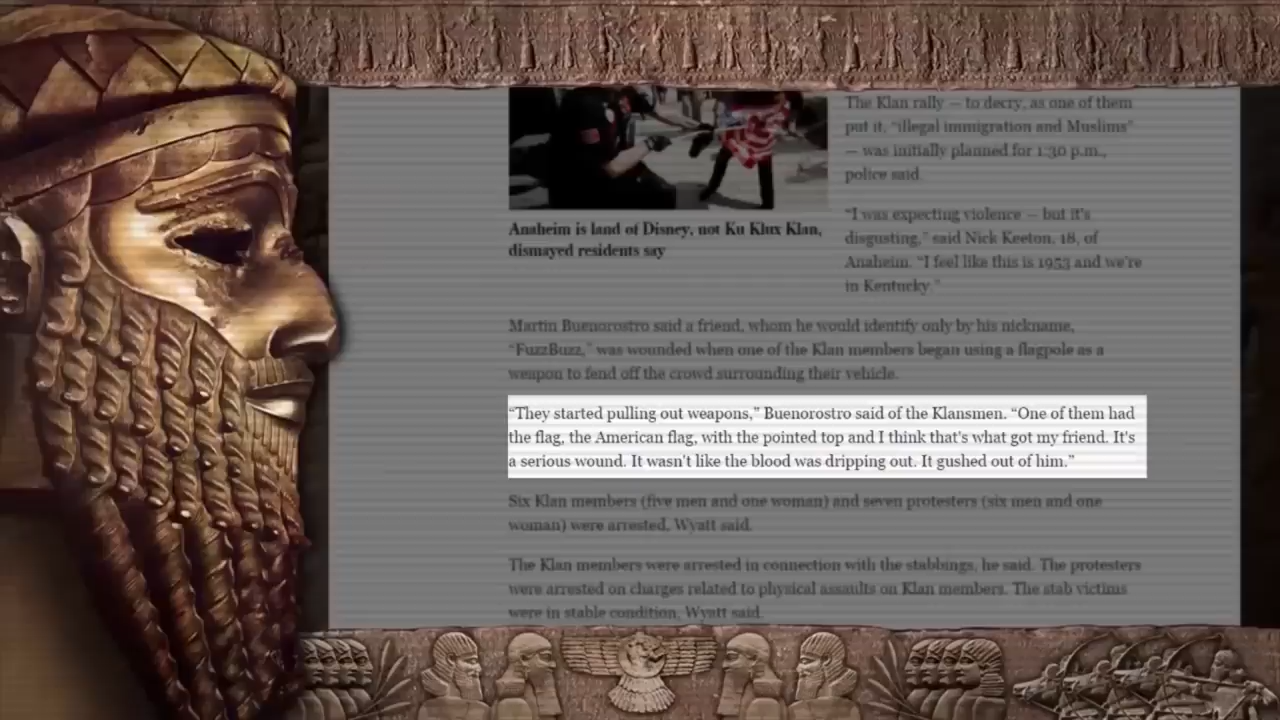 The Klan rally — to decry, as one of them
put it, “illegal immigration and Muslims”
— was initially planned for 1:30 p.m.,
police said.
“I was expecting violence — but it's
disgusting,” said Nick Keeton, 18, of
Anaheim. “I feel like this is 1953 and we're
in Kentucky.”
Anaheim is land of Disney, not Ku Klux Klan,
dismayed residents say
Martin Buenorostro said a friend, whom he would identify only by his nickname,
“FuzzBuzz,” was wounded when one of the Klan members began using a flagpole as a
weapon to fend off the crowd surrounding their vehicle.
“They started pulling out weapons,” Buenorostro said of the Klansmen. “One of them had
the flag, the American flag, with the pointed top and I think that's what got my friend. It's
a serious wound. It wasn't like the blood was dripping out. It gushed out of him.”
Six Klan members (five men and one woman) and seven protesters (six men and one
woman) were arrested, Wyatt said.
The Klan members were arrested in connection with the stabbings, he said. The protesters
were arrested on charges related to physical assaults on Klan members. The stab victims
were in stable condition, Wyatt said.